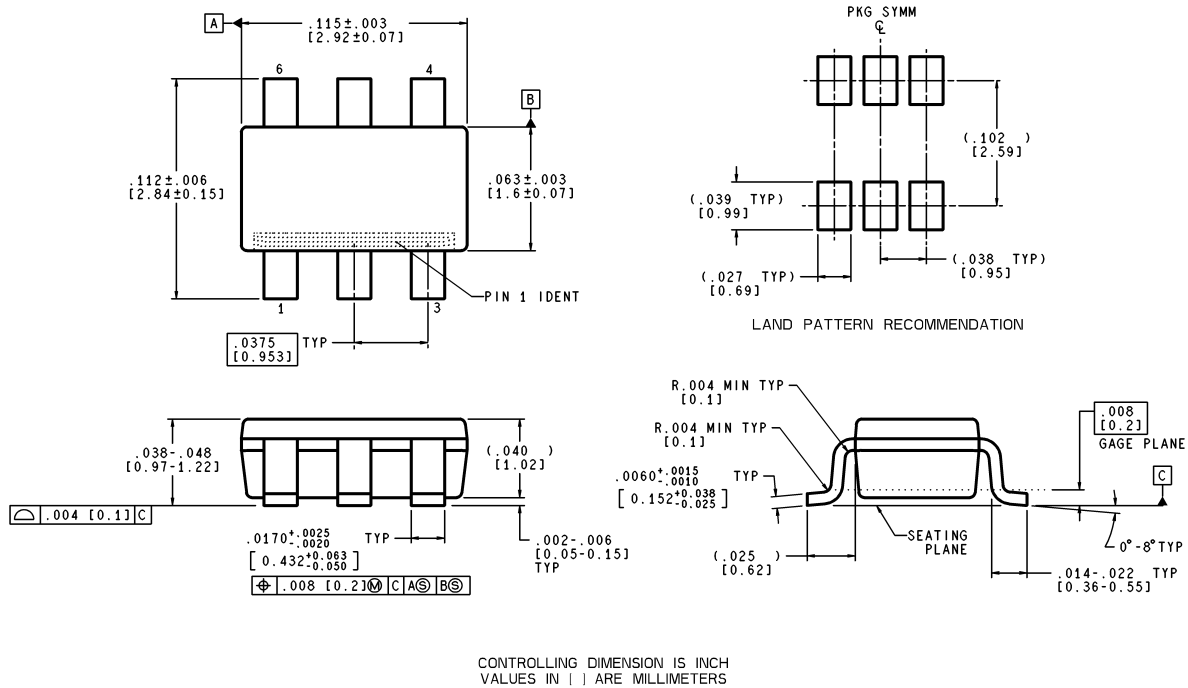 A
.115±.003
[2.92±0.07]
6
4
B
.112±.006
[2.84±0.15]
.063±.003
[1.6±0.07]
PIN 1 IDENT
1
3
.0375
[0.953]
TYP
PKG SYMM
℄
(.102 )
[2.59]
(.039 TYP)
[0.99]
(.027 TYP)
[0.69]
(.038 TYP)
[0.95]
LAND PATTERN RECOMMENDATION
.038-.048
[0.97-1.22]
(.040 )
[1.02]
⌓ .004 [0.1] C
.0170+.0025 -.0020
[0.432+0.063 -0.050]
TYP
.002-.006
[0.05-0.15]
TYP
⌖ .008 [0.2]Ⓜ C AⓈ BⓈ
R.004 MIN TYP
[0.1]
R.004 MIN TYP
[0.1]
.008
[0.2]
GAGE PLANE
.0060+.0015 -.0010
[0.152+0.038 -0.025]
TYP
C
SEATING
PLANE
(.025 )
[0.62]
0°-8°TYP
.014-.022 TYP
[0.36-0.55]
CONTROLLING DIMENSION IS INCH
VALUES IN [ ] ARE MILLIMETERS